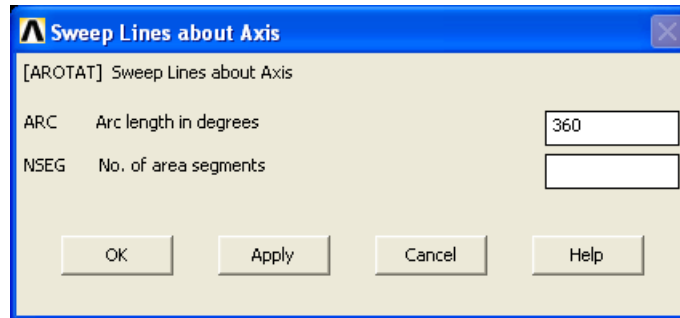 Sweep Lines about Axis
[AROTAT] Sweep Lines about Axis
ARC Arc length in degrees 360
NSEG No. of area segments
OK Apply Cancel Help